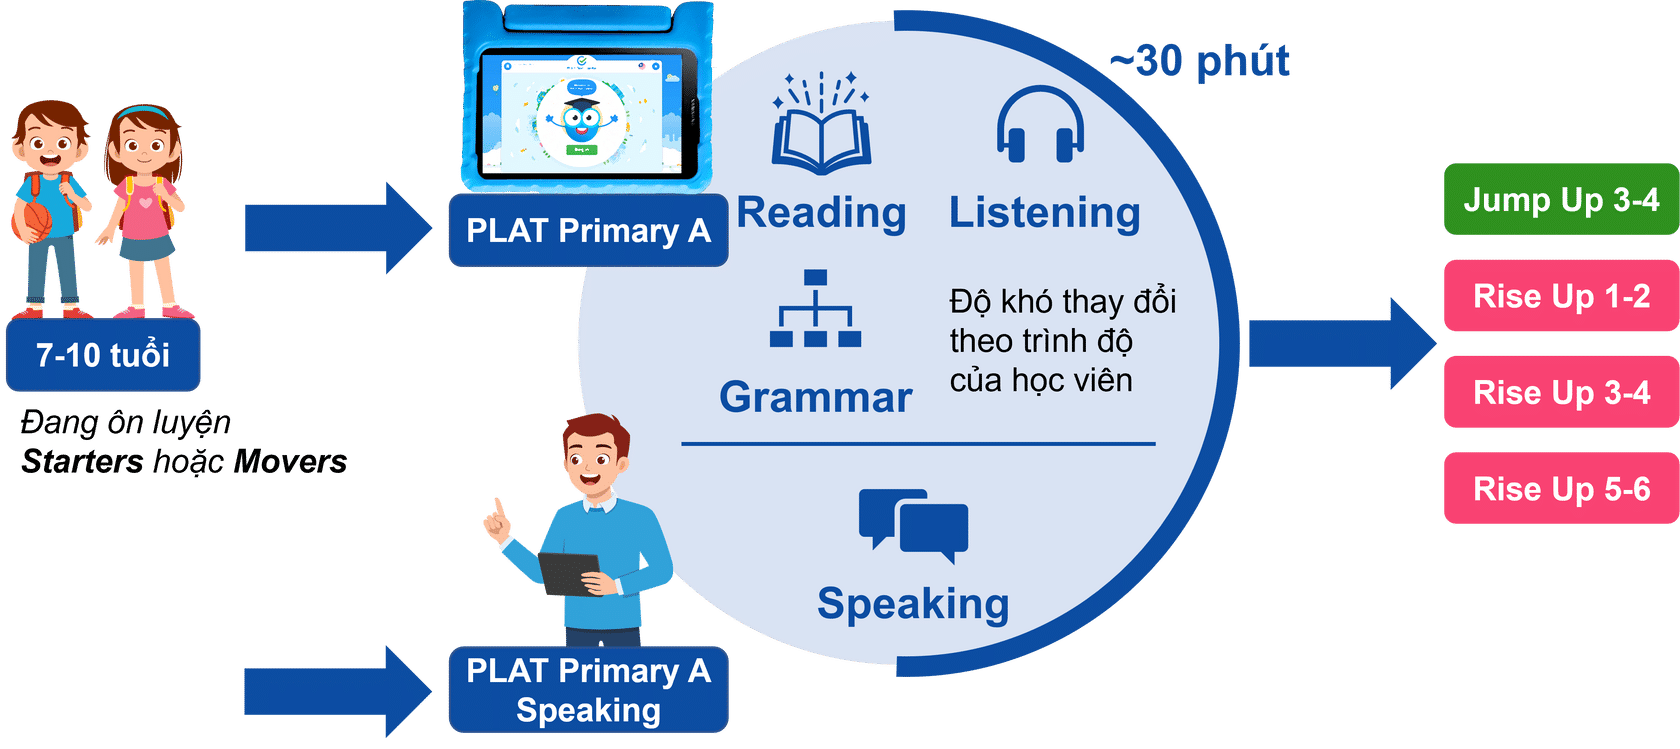 ~30 phút
Reading
Listening
PLAT Primary A
Jump Up 3-4
Rise Up 1-2
Độ khó thay đổi
theo trình độ
của học viên
7-10 tuổi
Grammar
Rise Up 3-4
Đang ôn luyện
Starters hoặc Movers
Rise Up 5-6
Speaking
PLAT Primary A
Speaking